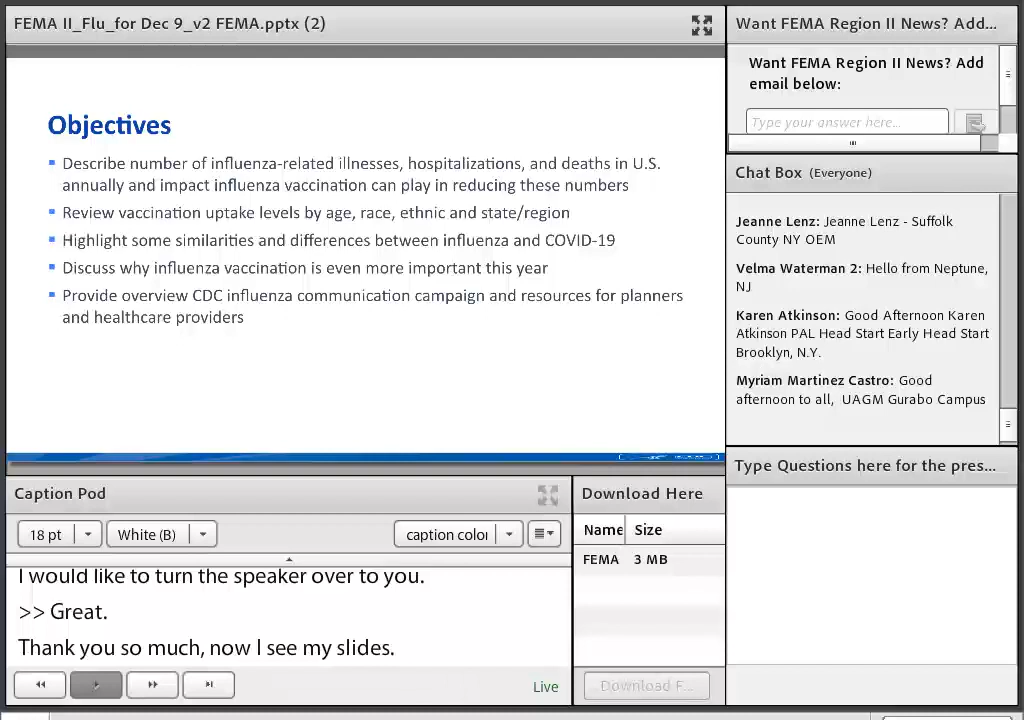 FEMA II_Flu_for Dec 9_v2 FEMA.pptx (2)
Objectives
Describe number of influenza-related illnesses, hospitalizations, and deaths in U.S.
annually and impact influenza vaccination can play in reducing these numbers
Review vaccination uptake levels by age, race, ethnic and state/region
Highlight some similarities and differences between influenza and COVID-19
Discuss why influenza vaccination is even more important this year
Provide overview CDC influenza communication campaign and resources for planners
and healthcare providers
Want FEMA Region II News? Add...
Want FEMA Region II News? Add
email below:
Type your answer here...
Chat Box (Everyone)
Jeanne Lenz: Jeanne Lenz - Suffolk
County NY OEM
Velma Waterman 2: Hello from Neptune,
NJ
Karen Atkinson: Good Afternoon Karen
Atkinson PAL Head Start Early Head Start
Brooklyn, N.Y.
Myriam Martinez Castro: Good
afternoon to all, UAGM Gurabo Campus
Type Questions here for the pres...
Caption Pod
18 pt White (B) caption color
I would like to turn the speaker over to you.
>> Great.
Thank you so much, now I see my slides.
Live
Download Here
Name Size
FEMA 3 MB
Download F...